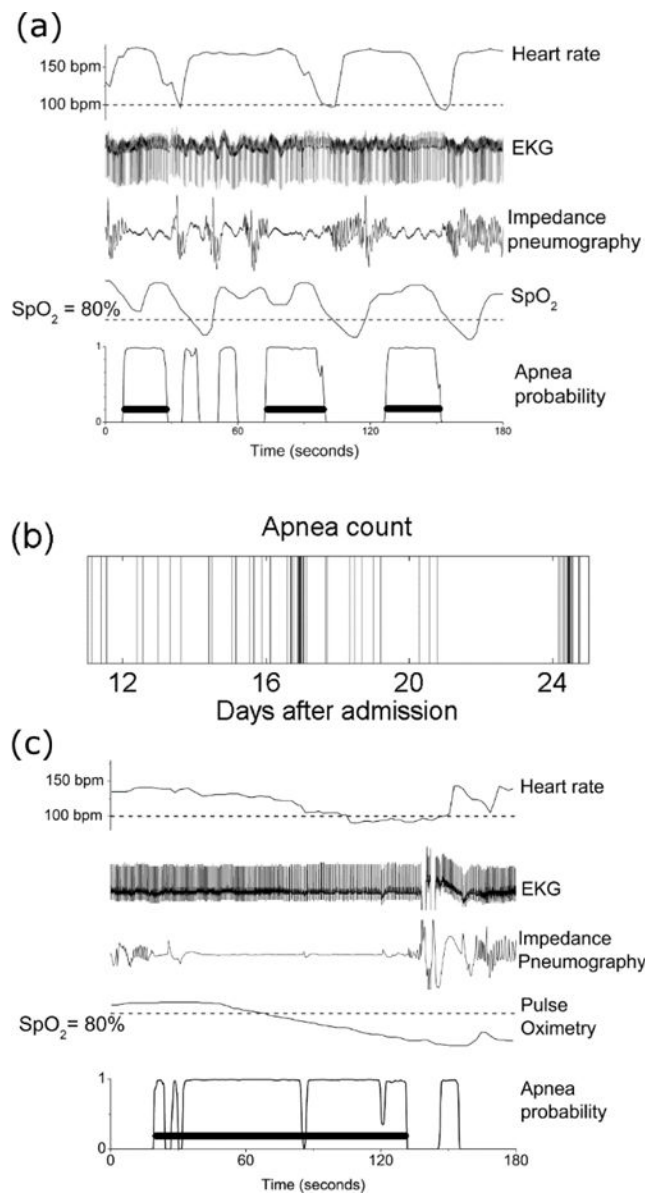 (a)
Heart rate
150 bpm
100 bpm
EKG
Impedance
pneumography
SpO₂
SpO₂ = 80%
1
Apnea
probability
0
0 60 120 180
Time (seconds)
(b)
Apnea count
12 16 20 24
Days after admission
(c)
150 bpm
Heart rate
100 bpm
EKG
Impedance
Pneumography
Pulse
SpO₂= 80%
Oximetry
1
Apnea
probability
0
0 60 120 180
Time (seconds)